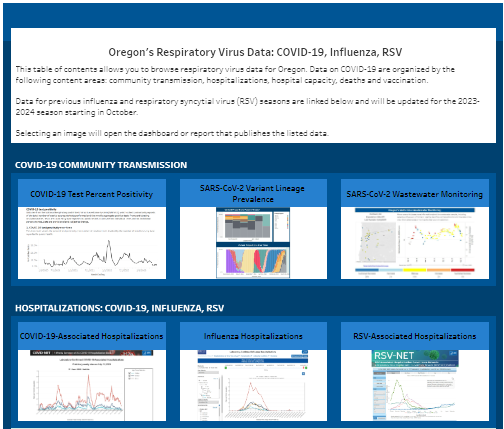 Oregon's Respiratory Virus Data: COVID-19, Influenza, RSV
This table of contents allows you to browse respiratory virus data for Oregon. Data on COVID-19 are organized by the
following content areas: community transmission, hospitalizations, hospital capacity, deaths and vaccination.
Data for previous influenza and respiratory syncytial virus (RSV) seasons are linked below and will be updated for the 2023-
2024 season starting in October.
Selecting an image will open the dashboard or report that publishes the listed data.
COVID-19 COMMUNITY TRANSMISSION
COVID-19 Test Percent Positivity
SARS-CoV-2 Variant Lineage
Prevalence
SARS-CoV-2 Wastewater Monitoring
HOSPITALIZATIONS: COVID-19, INFLUENZA, RSV
COVID-19-Associated Hospitalizations
Influenza Hospitalizations
RSV-Associated Hospitalizations
COVID-NET
RSV-NET